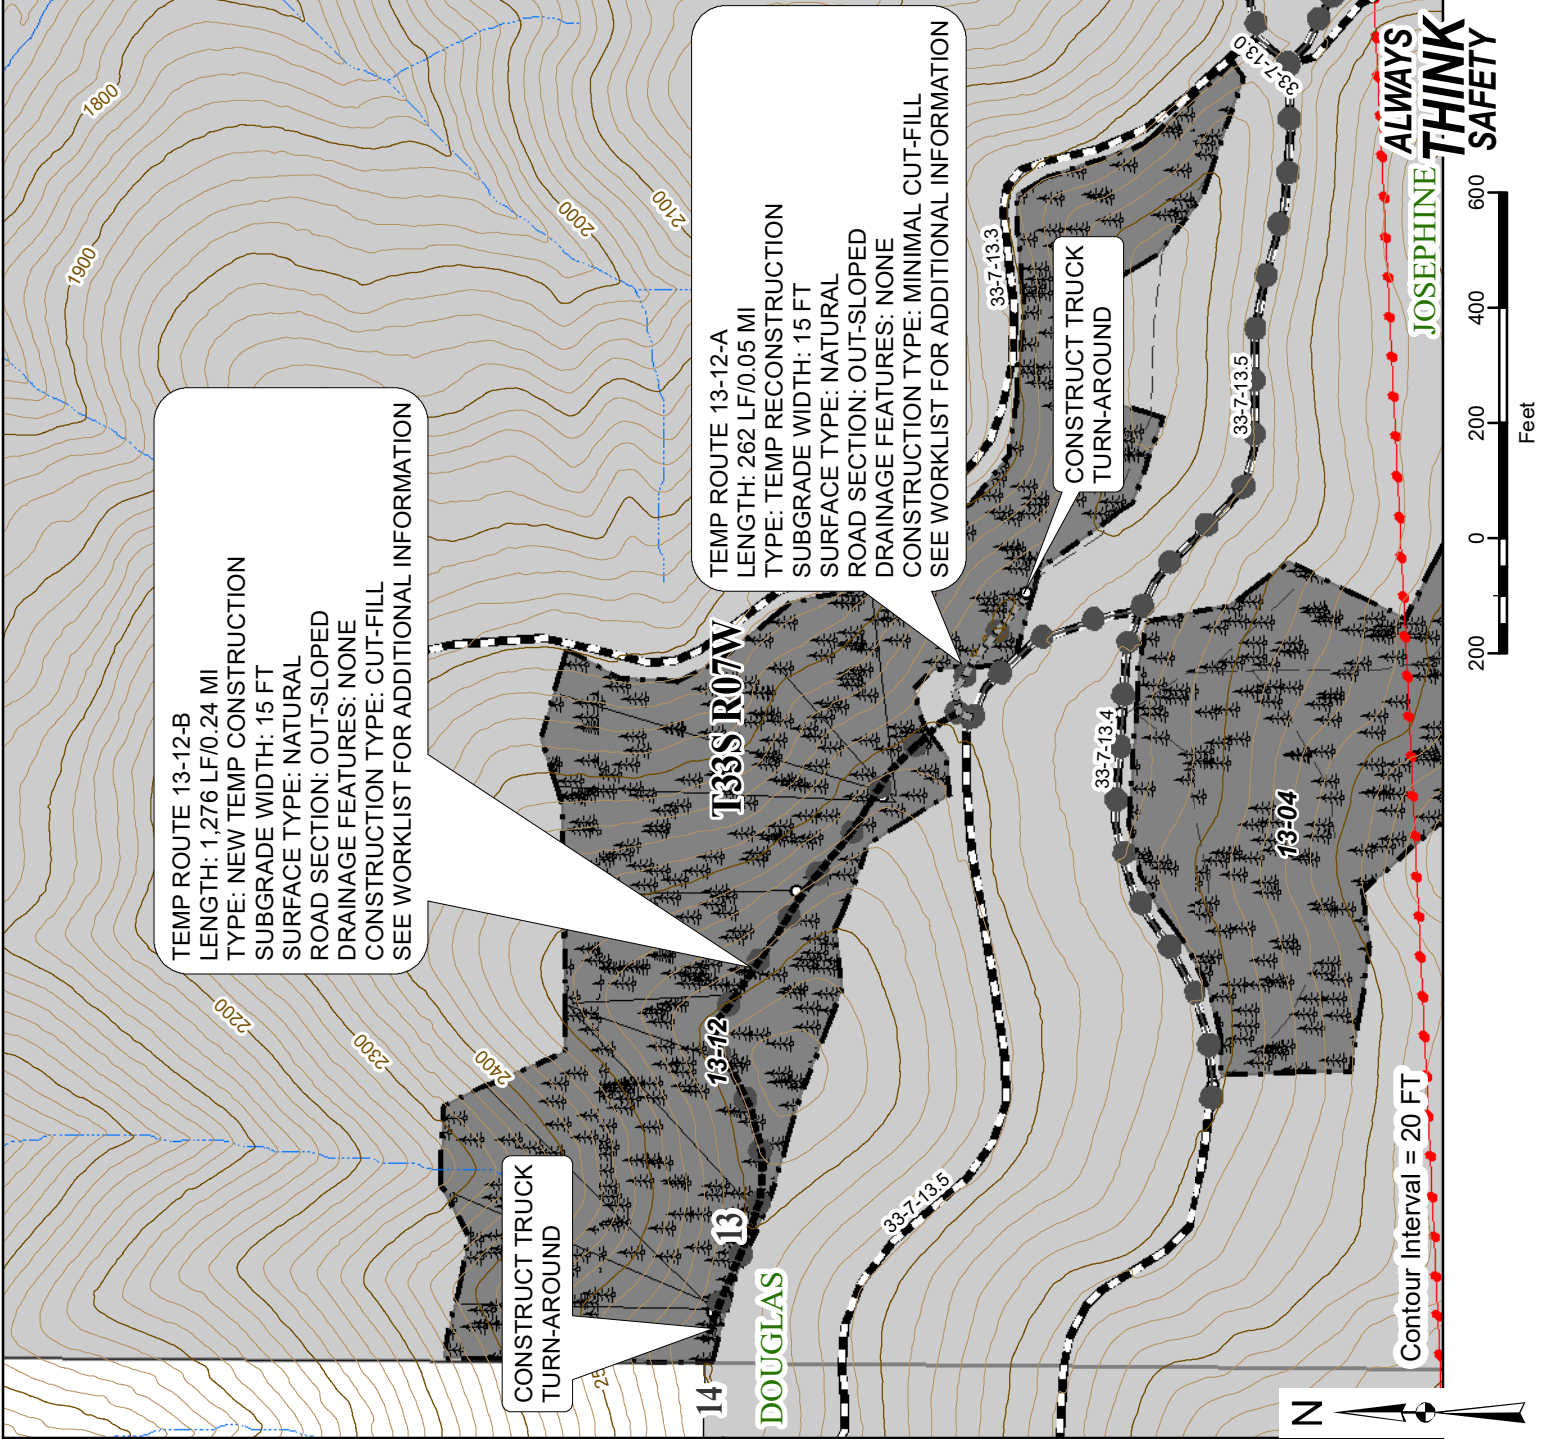 TEMP ROUTE 13-12-B
LENGTH: 1,276 LF/0.24 MI
TYPE: NEW TEMP CONSTRUCTION
SUBGRADE WIDTH: 15 FT
SURFACE TYPE: NATURAL
ROAD SECTION: OUT-SLOPED
DRAINAGE FEATURES: NONE
CONSTRUCTION TYPE: CUT-FILL
SEE WORKLIST FOR ADDITIONAL INFORMATION
TEMP ROUTE 13-12-A
LENGTH: 262 LF/0.05 MI
TYPE: TEMP RECONSTRUCTION
SUBGRADE WIDTH: 15 FT
SURFACE TYPE: NATURAL
ROAD SECTION: OUT-SLOPED
DRAINAGE FEATURES: NONE
CONSTRUCTION TYPE: MINIMAL CUT-FILL
SEE WORKLIST FOR ADDITIONAL INFORMATION
1800
1900
2000
2100
2200
2300
2400
CONSTRUCT TRUCK
TURN-AROUND
CONSTRUCT TRUCK
TURN-AROUND
T33S R07W
13-12
13
14
DOUGLAS
33-7-13.3
33-7-13.0
33-7-13.5
33-7-13.4
33-7-13.5
13-04
JOSEPHINE
Contour Interval = 20 FT
N
200 0 200 400 600
Feet
ALWAYS
THINK
SAFETY